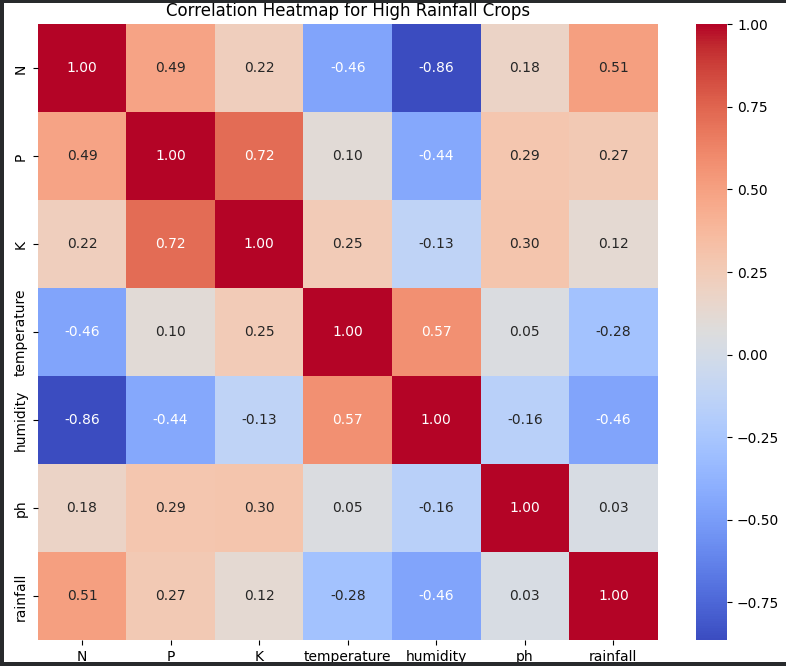 Correlation Heatmap for High Rainfall Crops
N 1.00 0.49 0.22 -0.46 -0.86 0.18 0.51
P 0.49 1.00 0.72 0.10 -0.44 0.29 0.27
K 0.22 0.72 1.00 0.25 -0.13 0.30 0.12
temperature -0.46 0.10 0.25 1.00 0.57 0.05 -0.28
humidity -0.86 -0.44 -0.13 0.57 1.00 -0.16 -0.46
ph 0.18 0.29 0.30 0.05 -0.16 1.00 0.03
rainfall 0.51 0.27 0.12 -0.28 -0.46 0.03 1.00
N P K temperature humidity ph rainfall
1.00
0.75
0.50
0.25
0.00
−0.25
−0.50
−0.75